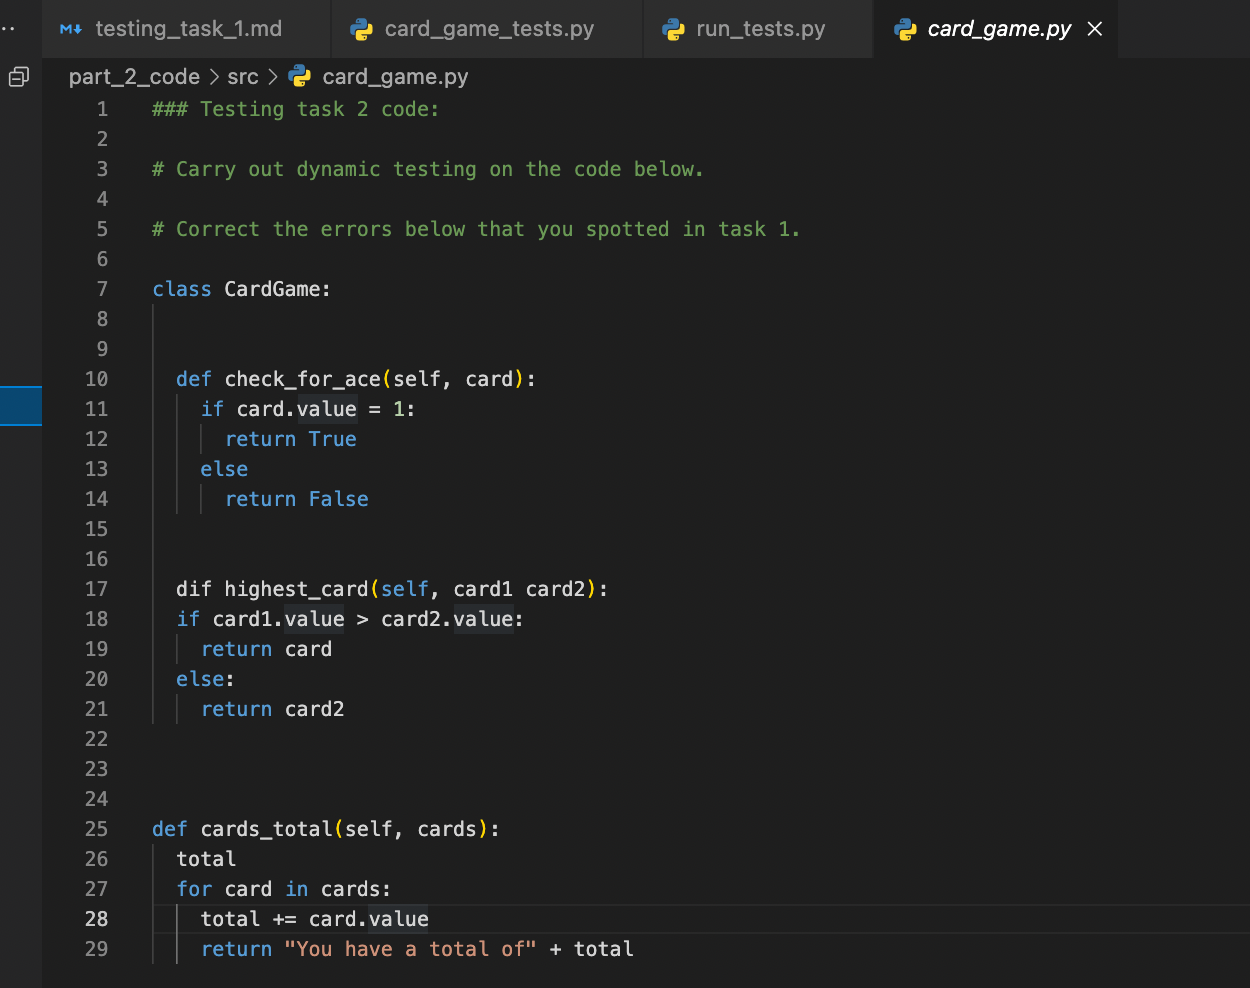 testing_task_1.md card_game_tests.py run_tests.py card_game.py
part_2_code > src > card_game.py
1 ### Testing task 2 code:
2
3 # Carry out dynamic testing on the code below.
4
5 # Correct the errors below that you spotted in task 1.
6
7 class CardGame:
8
9
10 def check_for_ace(self, card):
11 if card.value = 1:
12 return True
13 else
14 return False
15
16
17 dif highest_card(self, card1 card2):
18 if card1.value > card2.value:
19 return card
20 else:
21 return card2
22
23
24
25 def cards_total(self, cards):
26 total
27 for card in cards:
28 total += card.value
29 return "You have a total of" + total